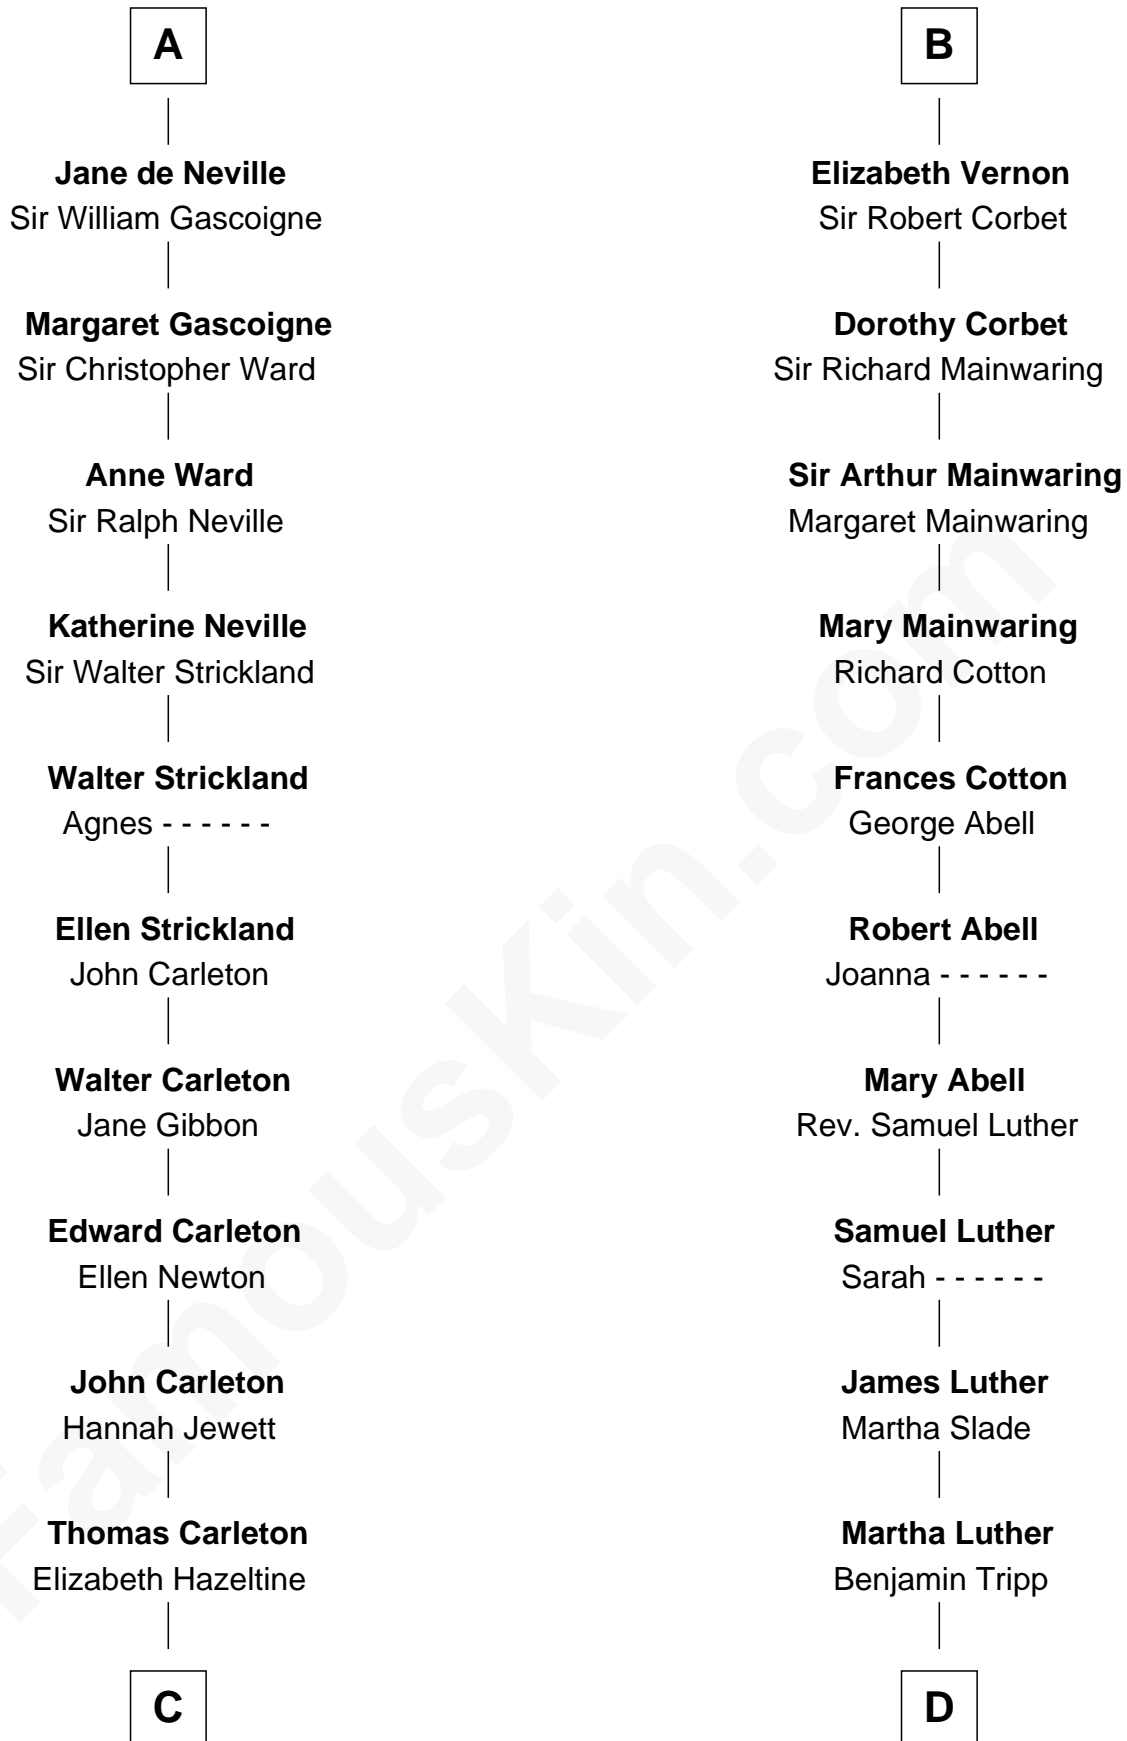 A
Jane de Neville
Sir William Gascoigne
Margaret Gascoigne
Sir Christopher Ward
Anne Ward
Sir Ralph Neville
Katherine Neville
Sir Walter Strickland
Walter Strickland
Agnes - - - - - -
Ellen Strickland
John Carleton
Walter Carleton
Jane Gibbon
Edward Carleton
Ellen Newton
John Carleton
Hannah Jewett
Thomas Carleton
Elizabeth Hazeltine
C
B
Elizabeth Vernon
Sir Robert Corbet
Dorothy Corbet
Sir Richard Mainwaring
Sir Arthur Mainwaring
Margaret Mainwaring
Mary Mainwaring
Richard Cotton
Frances Cotton
George Abell
Robert Abell
Joanna - - - - - -
Mary Abell
Rev. Samuel Luther
Samuel Luther
Sarah - - - - - -
James Luther
Martha Slade
Martha Luther
Benjamin Tripp
D
FamousKin.com